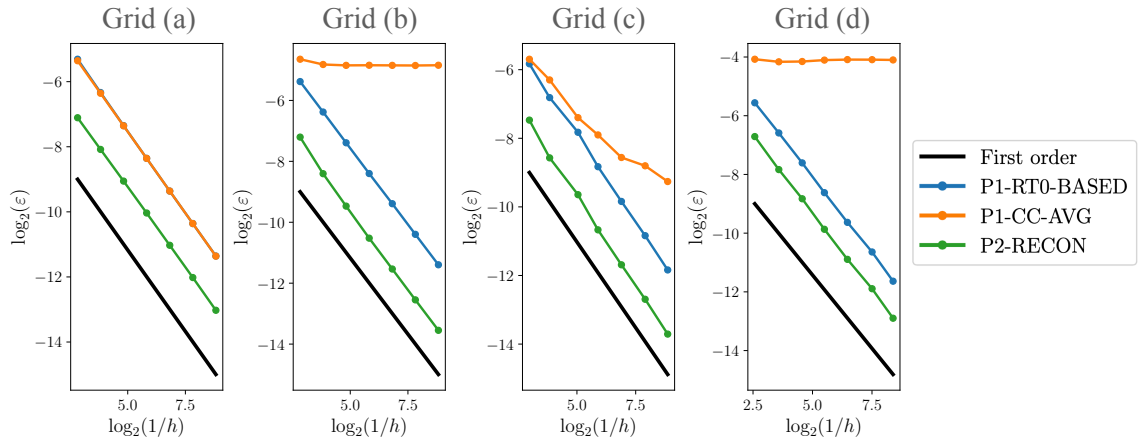 Grid (a)
Grid (b)
Grid (c)
Grid (d)
log₂(ε)
−6
−8
−10
−12
−14
5.0
7.5
log₂(1/h)
log₂(ε)
−6
−8
−10
−12
−14
5.0
7.5
log₂(1/h)
log₂(ε)
−6
−8
−10
−12
−14
5.0
7.5
log₂(1/h)
log₂(ε)
−4
−6
−8
−10
−12
−14
2.5
5.0
7.5
log₂(1/h)
First order
P1-RT0-BASED
P1-CC-AVG
P2-RECON